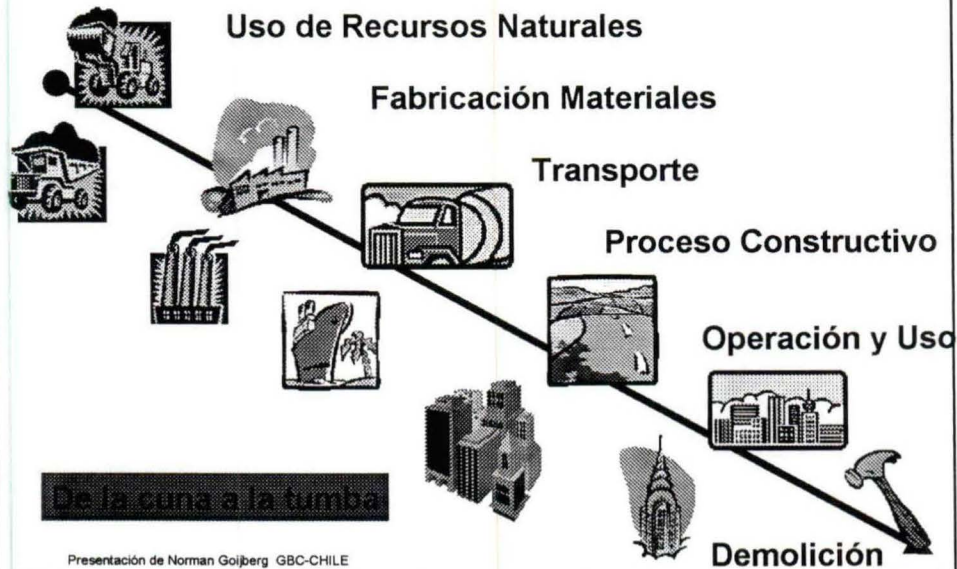 Uso de Recursos Naturales
Fabricación Materiales
Transporte
Proceso Constructivo
Operación y Uso
De la cuna a la tumba
Demolición
Presentación de Norman Goijberg GBC-CHILE